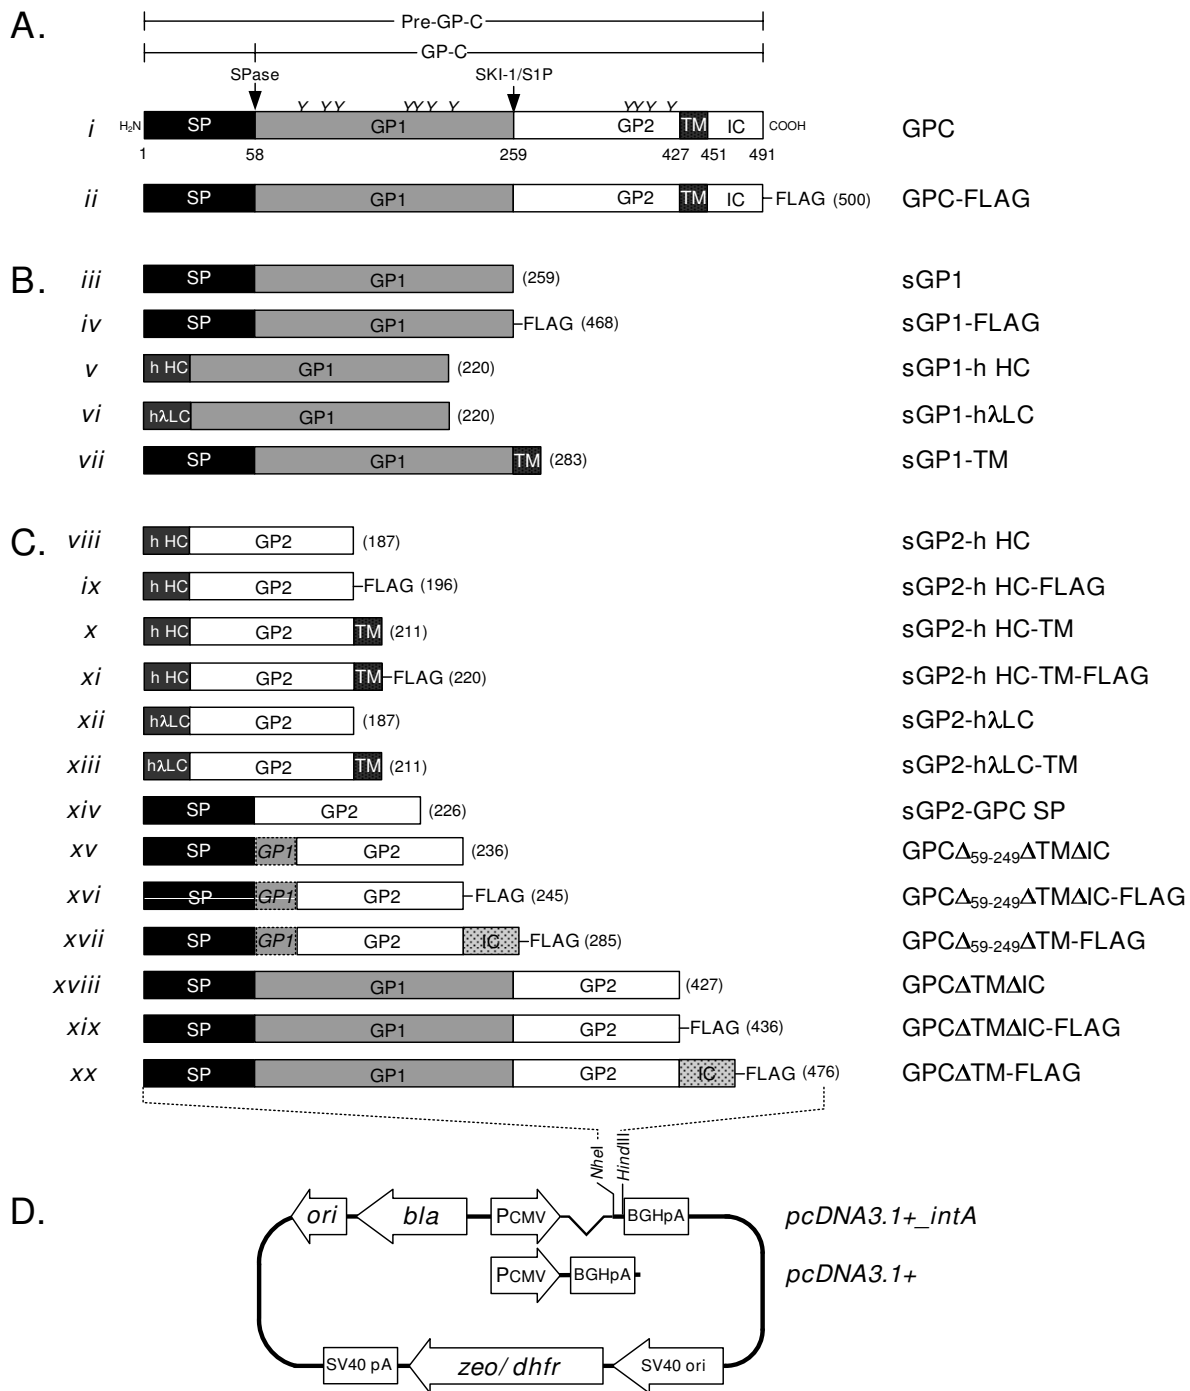 A.
Pre-GP-C
GP-C
SPase
SKI-1/S1P
Y YY YYY Y YYY Y
i H2N SP GP1 GP2 TM IC COOH GPC
1 58 259 427 451 491
ii SP GP1 GP2 TM IC FLAG (500) GPC-FLAG
B. iii SP GP1 (259) sGP1
iv SP GP1 FLAG (468) sGP1-FLAG
v h HC GP1 (220) sGP1-h HC
vi hλLC GP1 (220) sGP1-hλLC
vii SP GP1 TM (283) sGP1-TM
C. viii h HC GP2 (187) sGP2-h HC
ix h HC GP2 FLAG (196) sGP2-h HC-FLAG
x h HC GP2 TM (211) sGP2-h HC-TM
xi h HC GP2 TM FLAG (220) sGP2-h HC-TM-FLAG
xii hλLC GP2 (187) sGP2-hλLC
xiii hλLC GP2 TM (211) sGP2-hλLC-TM
xiv SP GP2 (226) sGP2-GPC SP
xv SP GP1 GP2 (236) GPCΔ59-249ΔTMΔIC
xvi SP GP1 GP2 FLAG (245) GPCΔ59-249ΔTMΔIC-FLAG
xvii SP GP1 GP2 IC FLAG (285) GPCΔ59-249ΔTM-FLAG
xviii SP GP1 GP2 (427) GPCΔTMΔIC
xix SP GP1 GP2 FLAG (436) GPCΔTMΔIC-FLAG
xx SP GP1 GP2 IC FLAG (476) GPCΔTM-FLAG
NheI HindIII
D. ori bla PCMV BGHpA pcDNA3.1+_intA
PCMV BGHpA pcDNA3.1+
SV40 pA zeo/dhfr SV40 ori